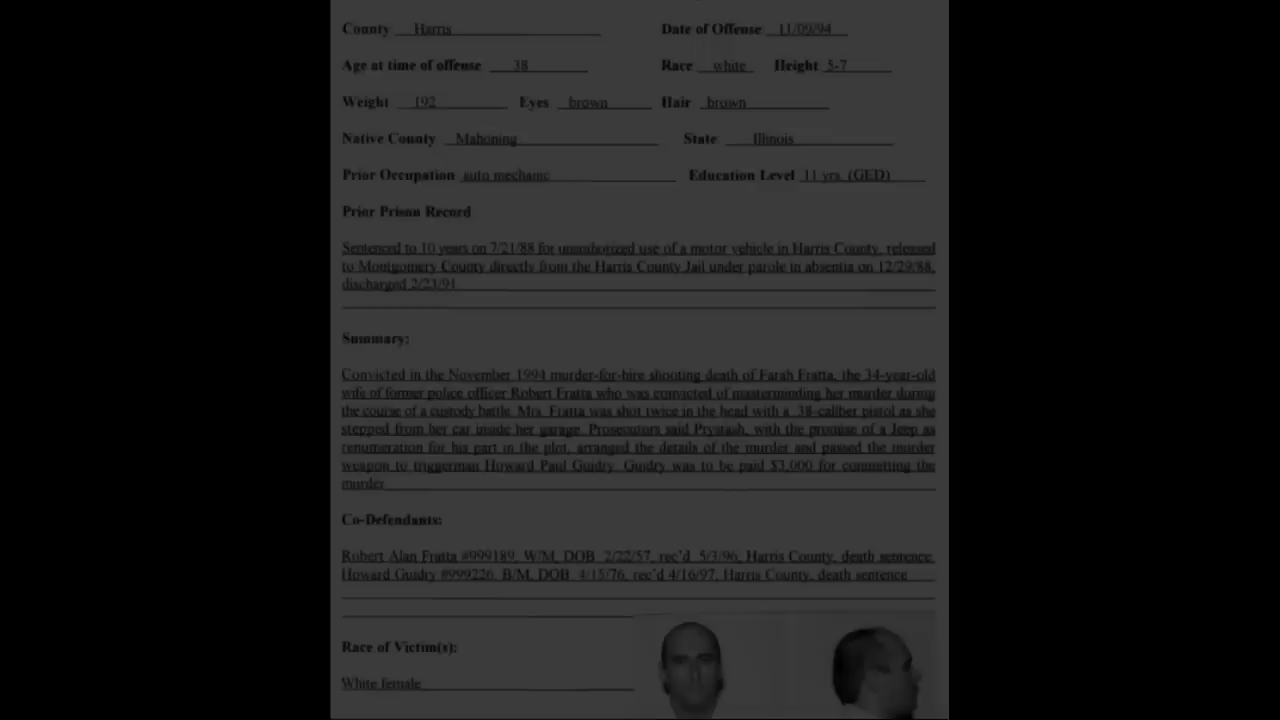 County Harris Date of Offense 11/09/94
Age at time of offense 38 Race white Height 5-7
Weight 192 Eyes brown Hair brown
Native County Mahoning State Illinois
Prior Occupation auto mechanic Education Level 11 yrs. (GED)
Prior Prison Record
Sentenced to 10 years on 7/21/88 for unauthorized use of a motor vehicle in Harris County, released
to Montgomery County directly from the Harris County Jail under parole in absentia on 12/29/88,
discharged 2/23/91
Summary:
Convicted in the November 1994 murder-for-hire shooting death of Farah Fratta, the 34-year-old
wife of former police officer Robert Fratta who was convicted of masterminding her murder during
the course of a custody battle. Mrs. Fratta was shot twice in the head with a .38-caliber pistol as she
stepped from her car inside her garage. Prosecutors said Prystash, with the promise of a Jeep as
renumeration for his part in the plot, arranged the details of the murder and passed the murder
weapon to triggerman Howard Paul Guidry. Guidry was to be paid $3,000 for committing the
murder
Co-Defendants:
Robert Alan Fratta #999189, W/M, DOB 2/22/57, rec'd 5/3/96, Harris County, death sentence,
Howard Guidry #999226, B/M, DOB 4/15/76, rec'd 4/16/97, Harris County, death sentence
Race of Victim(s):
White female